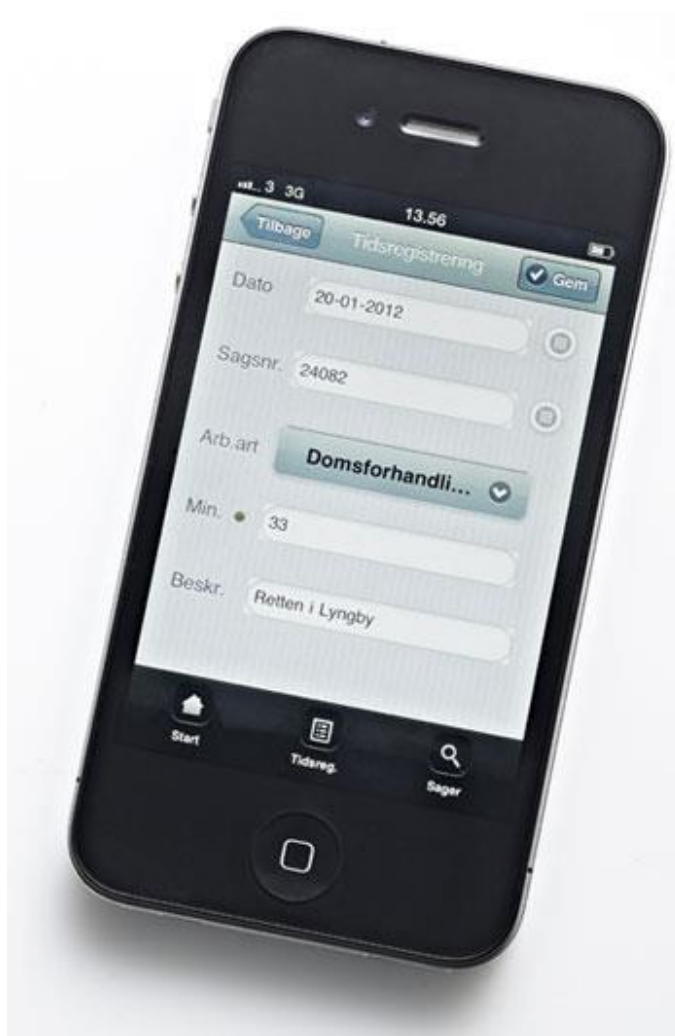 3 3G
13.56
Tilbage
Tidsregistrering
Gem
Dato
20-01-2012
Sagsnr.
24082
Arb.art
Domsforhandli...
Min.
33
Beskr.
Retten i Lyngby
Start
Tidsreg.
Sager